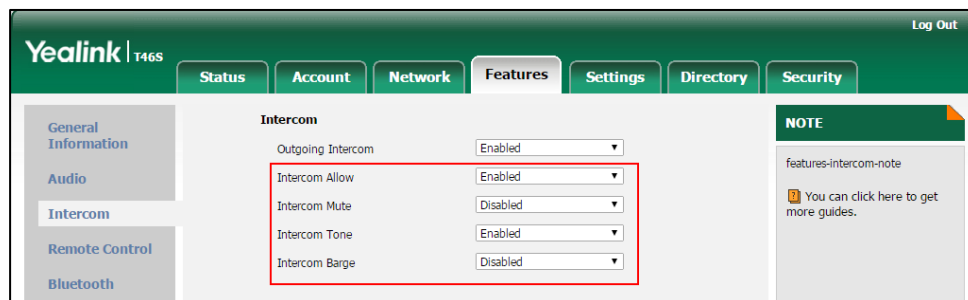 Log Out
Yealink T46S
Status Account Network Features Settings Directory Security
General
Information
Audio
Intercom
Remote Control
Bluetooth
Intercom
Outgoing Intercom Enabled
Intercom Allow Enabled
Intercom Mute Disabled
Intercom Tone Enabled
Intercom Barge Disabled
NOTE
features-intercom-note
You can click here to get
more guides.